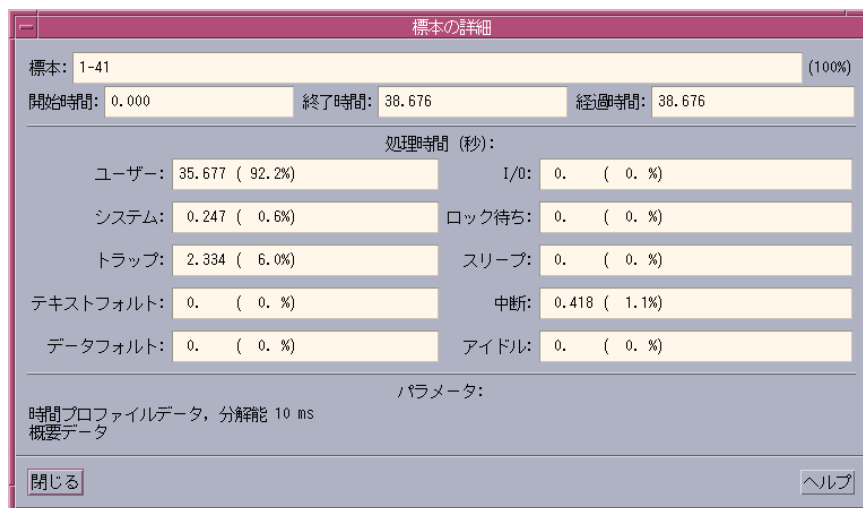 標本の詳細
標本: 1-41 (100%)
開始時間: 0.000 終了時間: 38.676 経過時間: 38.676
処理時間 (秒):
ユーザー: 35.677 ( 92.2%) I/O: 0. ( 0. %)
システム: 0.247 ( 0.6%) ロック待ち: 0. ( 0. %)
トラップ: 2.334 ( 6.0%) スリープ: 0. ( 0. %)
テキストフォルト: 0. ( 0. %) 中断: 0.418 ( 1.1%)
データフォルト: 0. ( 0. %) アイドル: 0. ( 0. %)
パラメータ:
時間プロファイルデータ, 分解能 10 ms
概要データ
閉じる ヘルプ